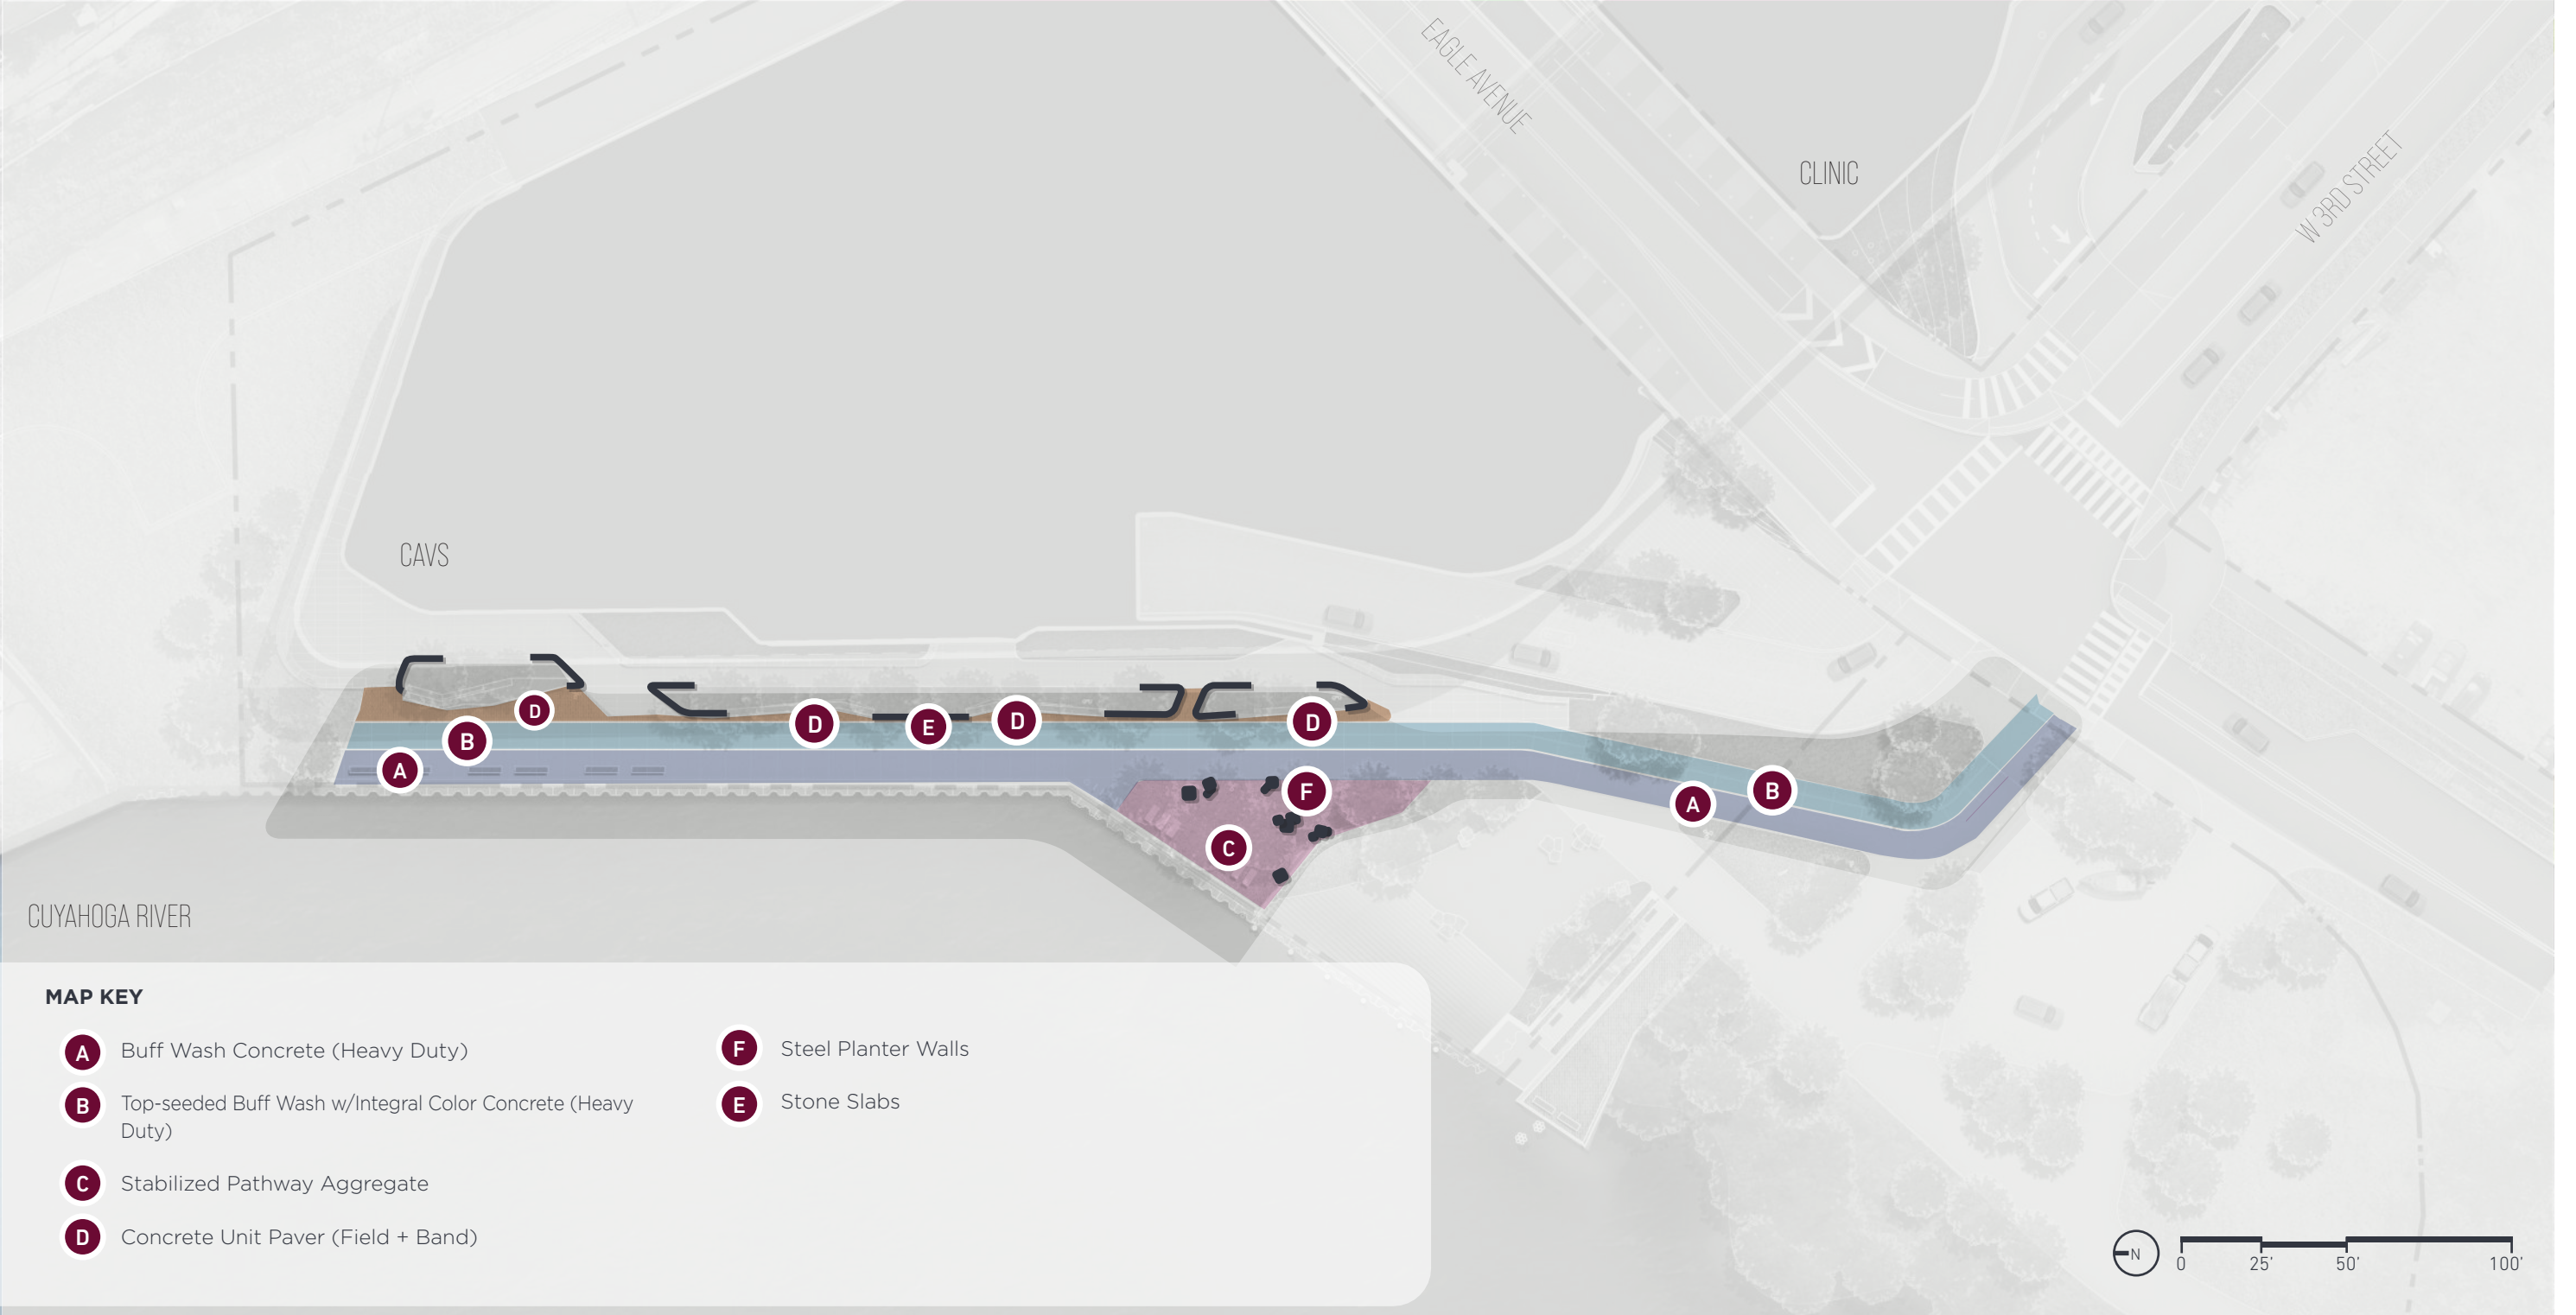 EAGLE AVENUE
CLINIC
W 3RD STREET
CAVS
D
B
A
D
E
D
D
F
C
A
B
CUYAHOGA RIVER
MAP KEY
A Buff Wash Concrete (Heavy Duty)
B Top-seeded Buff Wash w/Integral Color Concrete (Heavy
Duty)
C Stabilized Pathway Aggregate
D Concrete Unit Paver (Field + Band)
F Steel Planter Walls
E Stone Slabs
N
0 25' 50' 100'